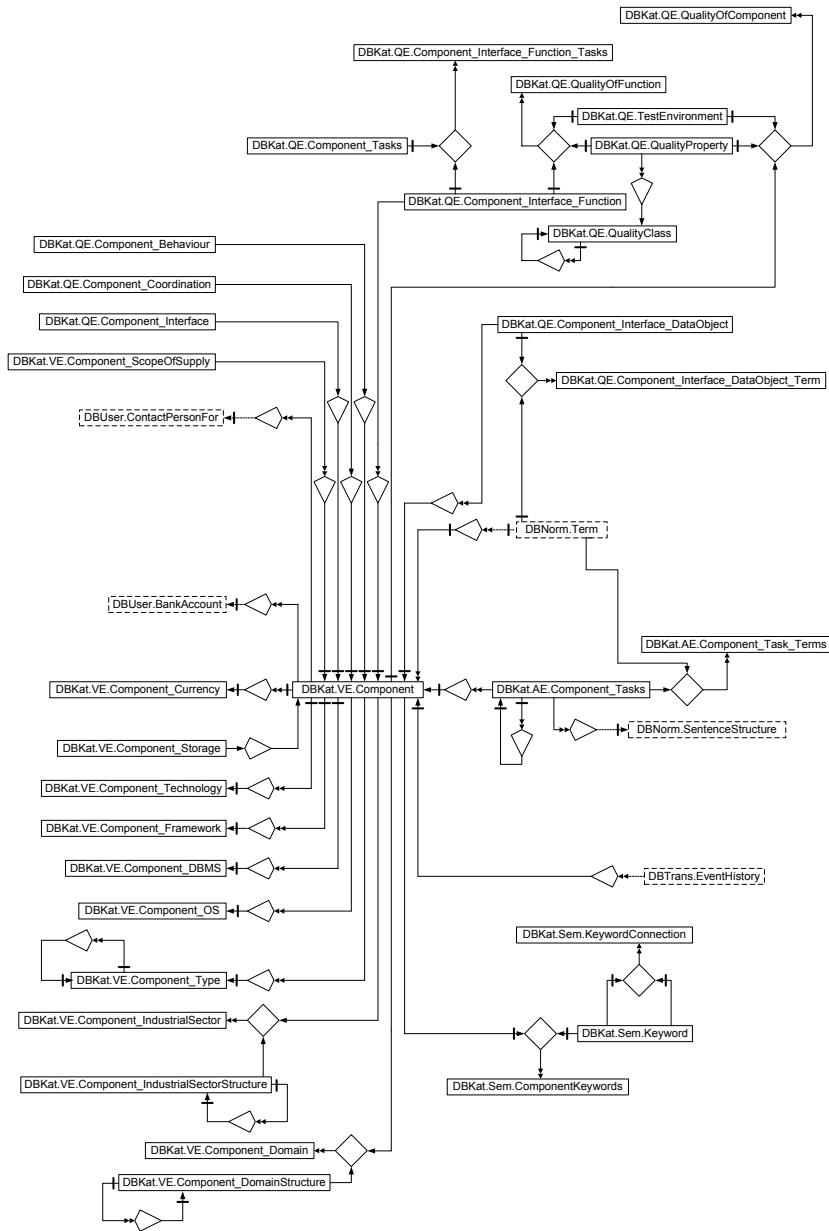 DBKat.QE.QualityOfComponent
DBKat.QE.Component_Interface_Function_Tasks
DBKat.QE.QualityOfFunction
DBKat.QE.TestEnvironment
DBKat.QE.Component_Tasks
DBKat.QE.QualityProperty
DBKat.QE.Component_Interface_Function
DBKat.QE.QualityClass
DBKat.QE.Component_Behaviour
DBKat.QE.Component_Coordination
DBKat.QE.Component_Interface
DBKat.QE.Component_Interface_DataObject
DBKat.VE.Component_ScopeOfSupply
DBKat.QE.Component_Interface_DataObject_Term
DBUser.ContactPersonFor
DBNorm.Term
DBUser.BankAccount
DBKat.AE.Component_Task_Terms
DBKat.VE.Component_Currency
DBKat.VE.Component
DBKat.AE.Component_Tasks
DBNorm.SentenceStructure
DBKat.VE.Component_Storage
DBKat.VE.Component_Technology
DBKat.VE.Component_Framework
DBKat.VE.Component_DBMS
DBTrans.EventHistory
DBKat.VE.Component_OS
DBKat.Sem.KeywordConnection
DBKat.VE.Component_Type
DBKat.VE.Component_IndustrialSector
DBKat.Sem.Keyword
DBKat.VE.Component_IndustrialSectorStructure
DBKat.Sem.ComponentKeywords
DBKat.VE.Component_Domain
DBKat.VE.Component_DomainStructure